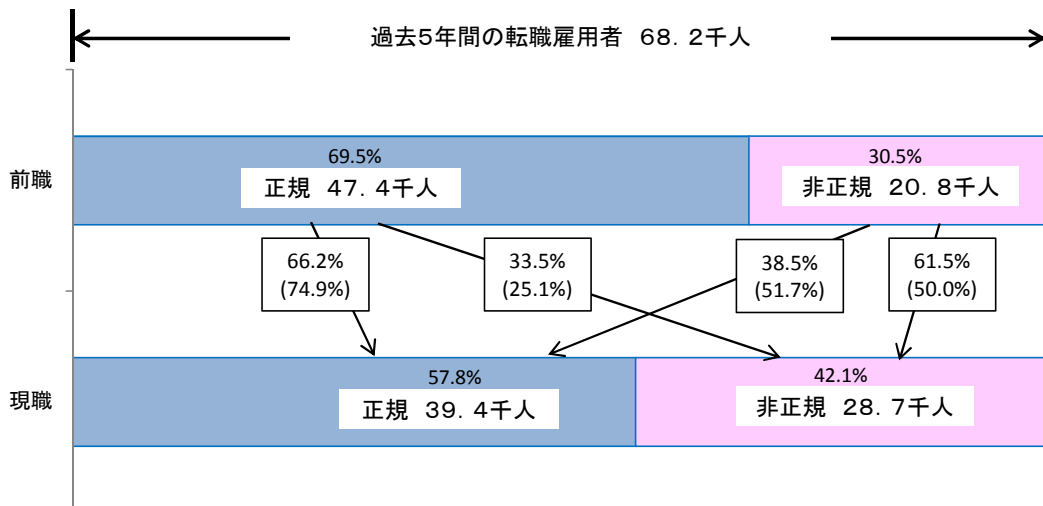 過去5年間の転職雇用者 68.2千人
69.5%
30.5%
前職
正規 47.4千人
非正規 20.8千人
66.2%
(74.9%)
33.5%
(25.1%)
38.5%
(51.7%)
61.5%
(50.0%)
57.8%
42.1%
現職
正規 39.4千人
非正規 28.7千人